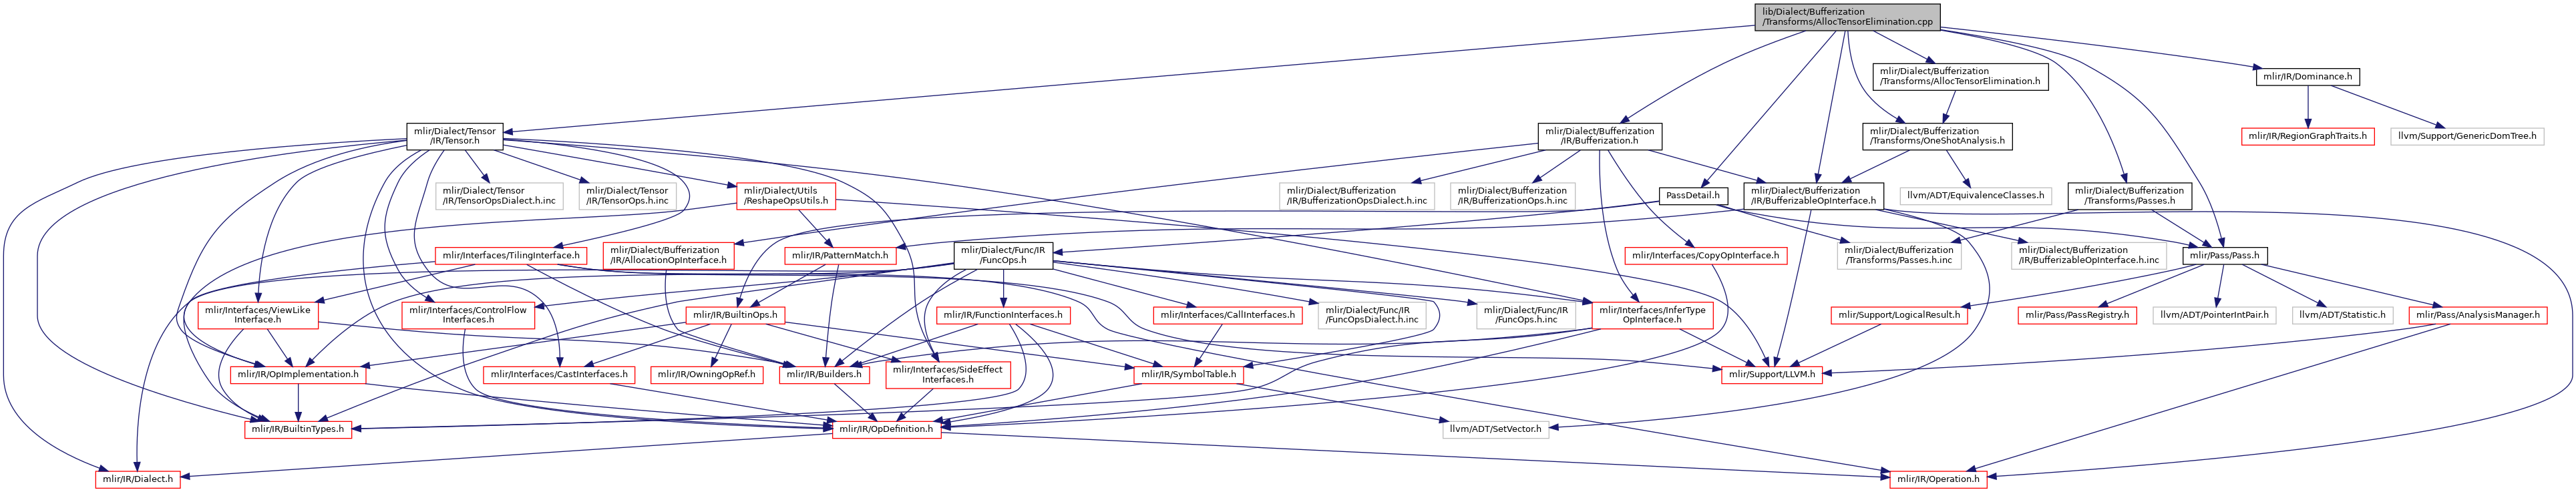 lib/Dialect/Bufferization
/Transforms/AllocTensorElimination.cpp
mlir/Dialect/Bufferization
/Transforms/AllocTensorElimination.h
mlir/IR/Dominance.h
mlir/Dialect/Tensor
/IR/Tensor.h
mlir/Dialect/Bufferization
/IR/Bufferization.h
mlir/Dialect/Bufferization
/Transforms/OneShotAnalysis.h
mlir/IR/RegionGraphTraits.h
llvm/Support/GenericDomTree.h
mlir/Dialect/Tensor
/IR/TensorOpsDialect.h.inc
mlir/Dialect/Tensor
/IR/TensorOps.h.inc
mlir/Dialect/Utils
/ReshapeOpsUtils.h
mlir/Dialect/Bufferization
/IR/BufferizationOpsDialect.h.inc
mlir/Dialect/Bufferization
/IR/BufferizationOps.h.inc
PassDetail.h
mlir/Dialect/Bufferization
/IR/BufferizableOpInterface.h
llvm/ADT/EquivalenceClasses.h
mlir/Dialect/Bufferization
/Transforms/Passes.h
mlir/Interfaces/TilingInterface.h
mlir/Dialect/Bufferization
/IR/AllocationOpInterface.h
mlir/IR/PatternMatch.h
mlir/Dialect/Func/IR
/FuncOps.h
mlir/Interfaces/CopyOpInterface.h
mlir/Dialect/Bufferization
/Transforms/Passes.h.inc
mlir/Dialect/Bufferization
/IR/BufferizableOpInterface.h.inc
mlir/Pass/Pass.h
mlir/Interfaces/ViewLike
Interface.h
mlir/Interfaces/ControlFlow
Interfaces.h
mlir/IR/BuiltinOps.h
mlir/IR/FunctionInterfaces.h
mlir/Interfaces/CallInterfaces.h
mlir/Dialect/Func/IR
/FuncOpsDialect.h.inc
mlir/Dialect/Func/IR
/FuncOps.h.inc
mlir/Interfaces/InferType
OpInterface.h
mlir/Support/LogicalResult.h
mlir/Pass/PassRegistry.h
llvm/ADT/PointerIntPair.h
llvm/ADT/Statistic.h
mlir/Pass/AnalysisManager.h
mlir/IR/OpImplementation.h
mlir/Interfaces/CastInterfaces.h
mlir/IR/OwningOpRef.h
mlir/IR/Builders.h
mlir/Interfaces/SideEffect
Interfaces.h
mlir/IR/SymbolTable.h
mlir/Support/LLVM.h
mlir/IR/BuiltinTypes.h
mlir/IR/OpDefinition.h
llvm/ADT/SetVector.h
mlir/IR/Dialect.h
mlir/IR/Operation.h